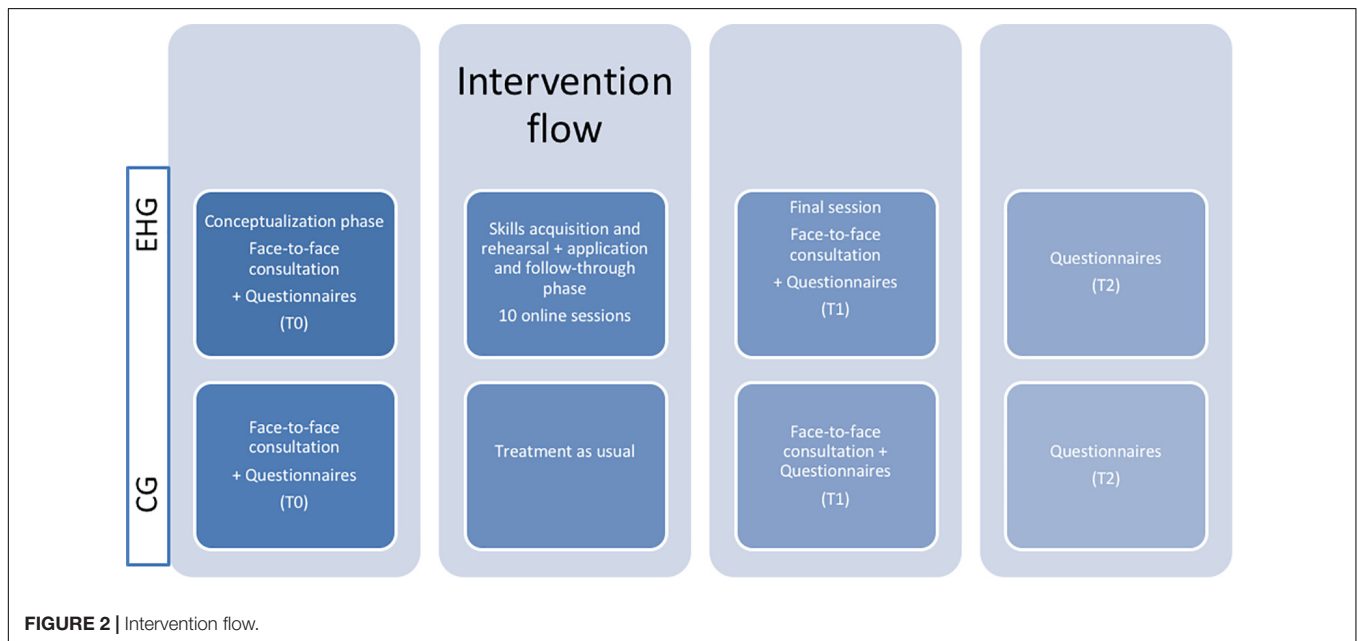 Intervention
flow
EHG
Conceptualization phase
Face-to-face
consultation
+ Questionnaires
(T0)
Skills acquisition and
rehearsal + application
and follow-through
phase
10 online sessions
Final session
Face-to-face
consultation
+ Questionnaires
(T1)
Questionnaires
(T2)
CG
Face-to-face
consultation
+ Questionnaires
(T0)
Treatment as usual
Face-to-face
consultation +
Questionnaires
(T1)
Questionnaires
(T2)
FIGURE 2 | Intervention flow.